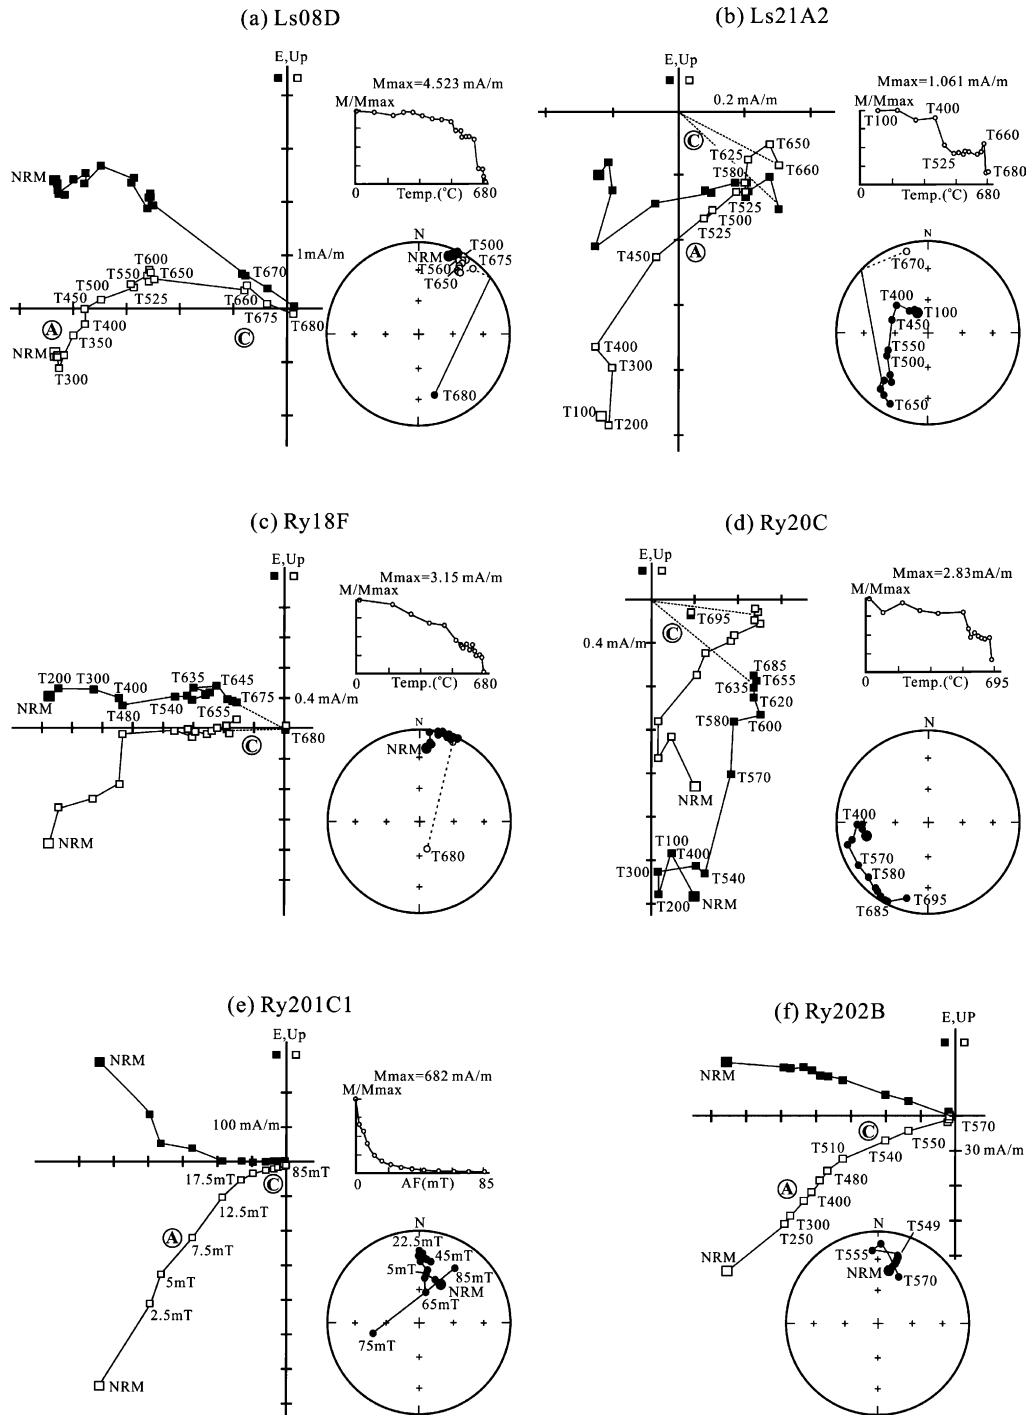 (a) Ls08D
E,Up
Mmax=4.523 mA/m
M/Mmax
0
Temp.(°C)
680
NRM
1mA/m
T600
T550
T650
T500
T525
T450
T670
T660
T675
T680
A
C
T400
T350
NRM
T300
N
T500
NRM
T675
T560
T650
T680
(b) Ls21A2
E,Up
0.2 mA/m
Mmax=1.061 mA/m
M/Mmax
T100
T400
T660
T525
T680
0
Temp.(°C)
680
C
T650
T625
T660
T580
T525
T500
T525
A
T450
T400
T300
T100
T200
N
T670
T400
T100
T450
T550
T500
T650
(c) Ry18F
E,Up
Mmax=3.15 mA/m
M/Mmax
0
Temp.(°C)
680
T200
T300
T400
T635
T645
T675
NRM
T480
T540
T655
0.4 mA/m
T680
C
NRM
N
NRM
T680
(d) Ry20C
E,Up
Mmax=2.83mA/m
M/Mmax
0
Temp.(°C)
695
T695
C
0.4 mA/m
T685
T635
T655
T620
T580
T600
T570
NRM
T100
T400
T300
T540
T200
NRM
N
T400
T570
T580
T695
T685
(e) Ry201C1
E,Up
NRM
Mmax=682 mA/m
M/Mmax
0
AF(mT)
85
100 mA/m
17.5mT
C
85mT
12.5mT
A
7.5mT
5mT
2.5mT
NRM
N
22.5mT
45mT
5mT
85mT
NRM
65mT
75mT
(f) Ry202B
E,UP
NRM
T570
C
T550
T510
T540
30 mA/m
T480
A
T400
T300
T250
NRM
N
T549
T555
NRM
T570